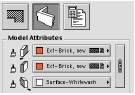 Model Attributes
Ext-Brick, new
Ext-Brick, new
Surface-Whitewash